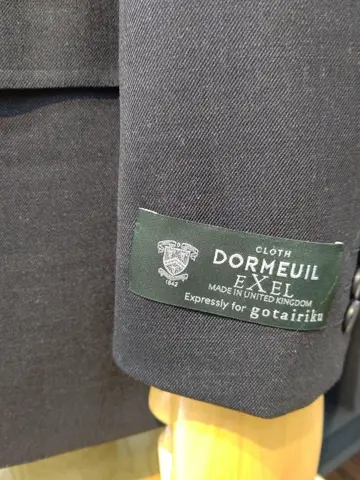 CLOTH
DORMEUIL
EXEL
MADE IN UNITED KINGDOM
Expressly for gotairiku
1842